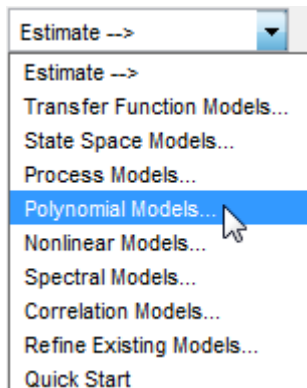 Estimate -->
Estimate -->
Transfer Function Models...
State Space Models...
Process Models...
Polynomial Models...
Nonlinear Models...
Spectral Models...
Correlation Models...
Refine Existing Models...
Quick Start